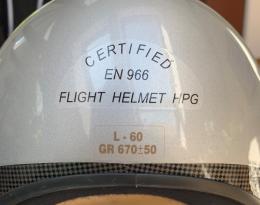 CERTIFIED
EN 966
FLIGHT HELMET HPG
L - 60
GR 670±50